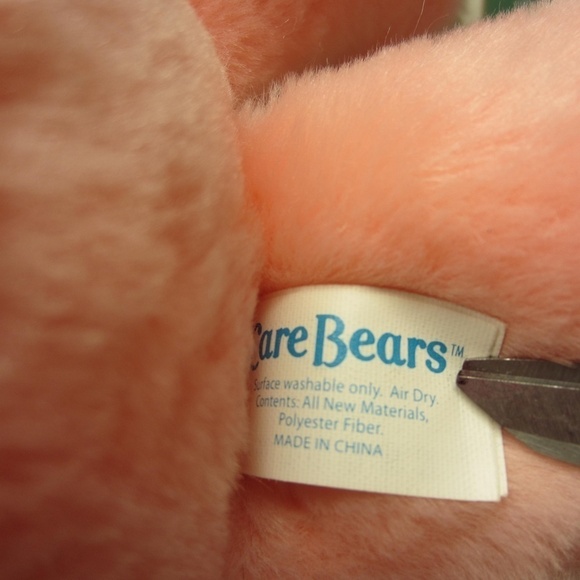 Care Bears™
Surface washable only. Air Dry.
Contents: All New Materials,
Polyester Fiber.
MADE IN CHINA